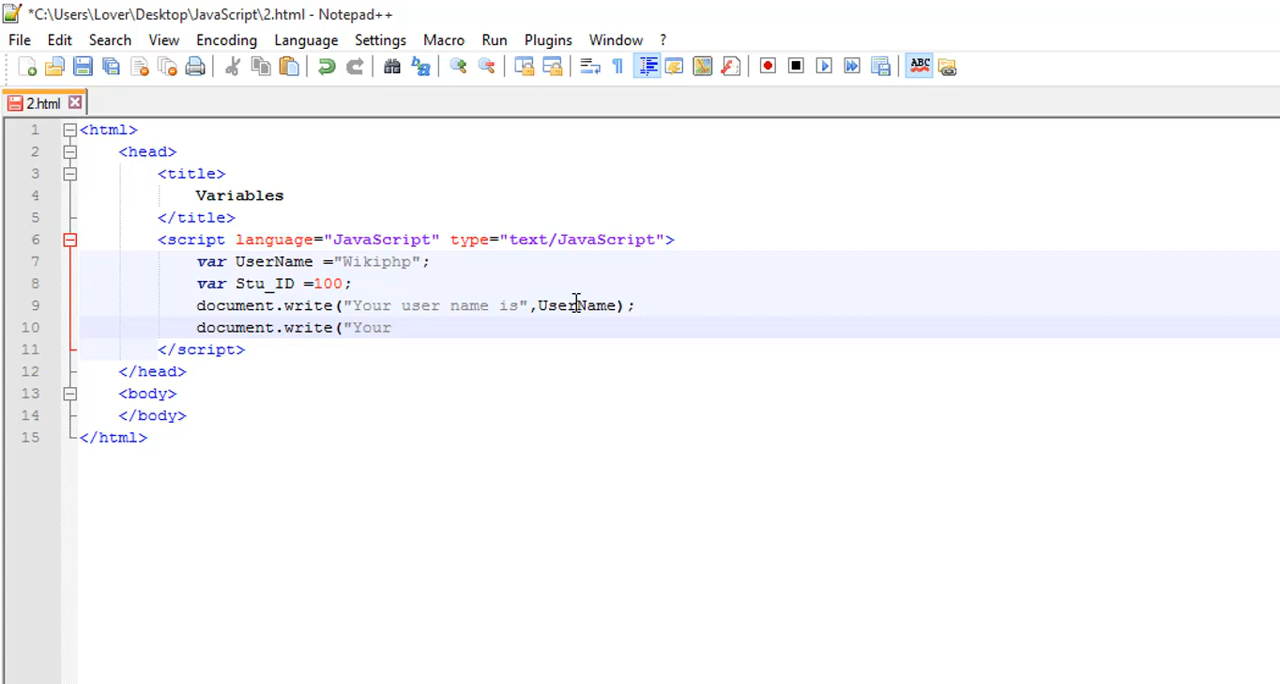 *C:\Users\Lover\Desktop\JavaScript\2.html - Notepad++
File Edit Search View Encoding Language Settings Macro Run Plugins Window ?
ABC
2.html
1 <html>
2 <head>
3 <title>
4 Variables
5 </title>
6 <script language="JavaScript" type="text/JavaScript">
7 var UserName ="Wikiphp";
8 var Stu_ID =100;
9 document.write("Your user name is",UserName);
10 document.write("Your
11 </script>
12 </head>
13 <body>
14 </body>
15 </html>